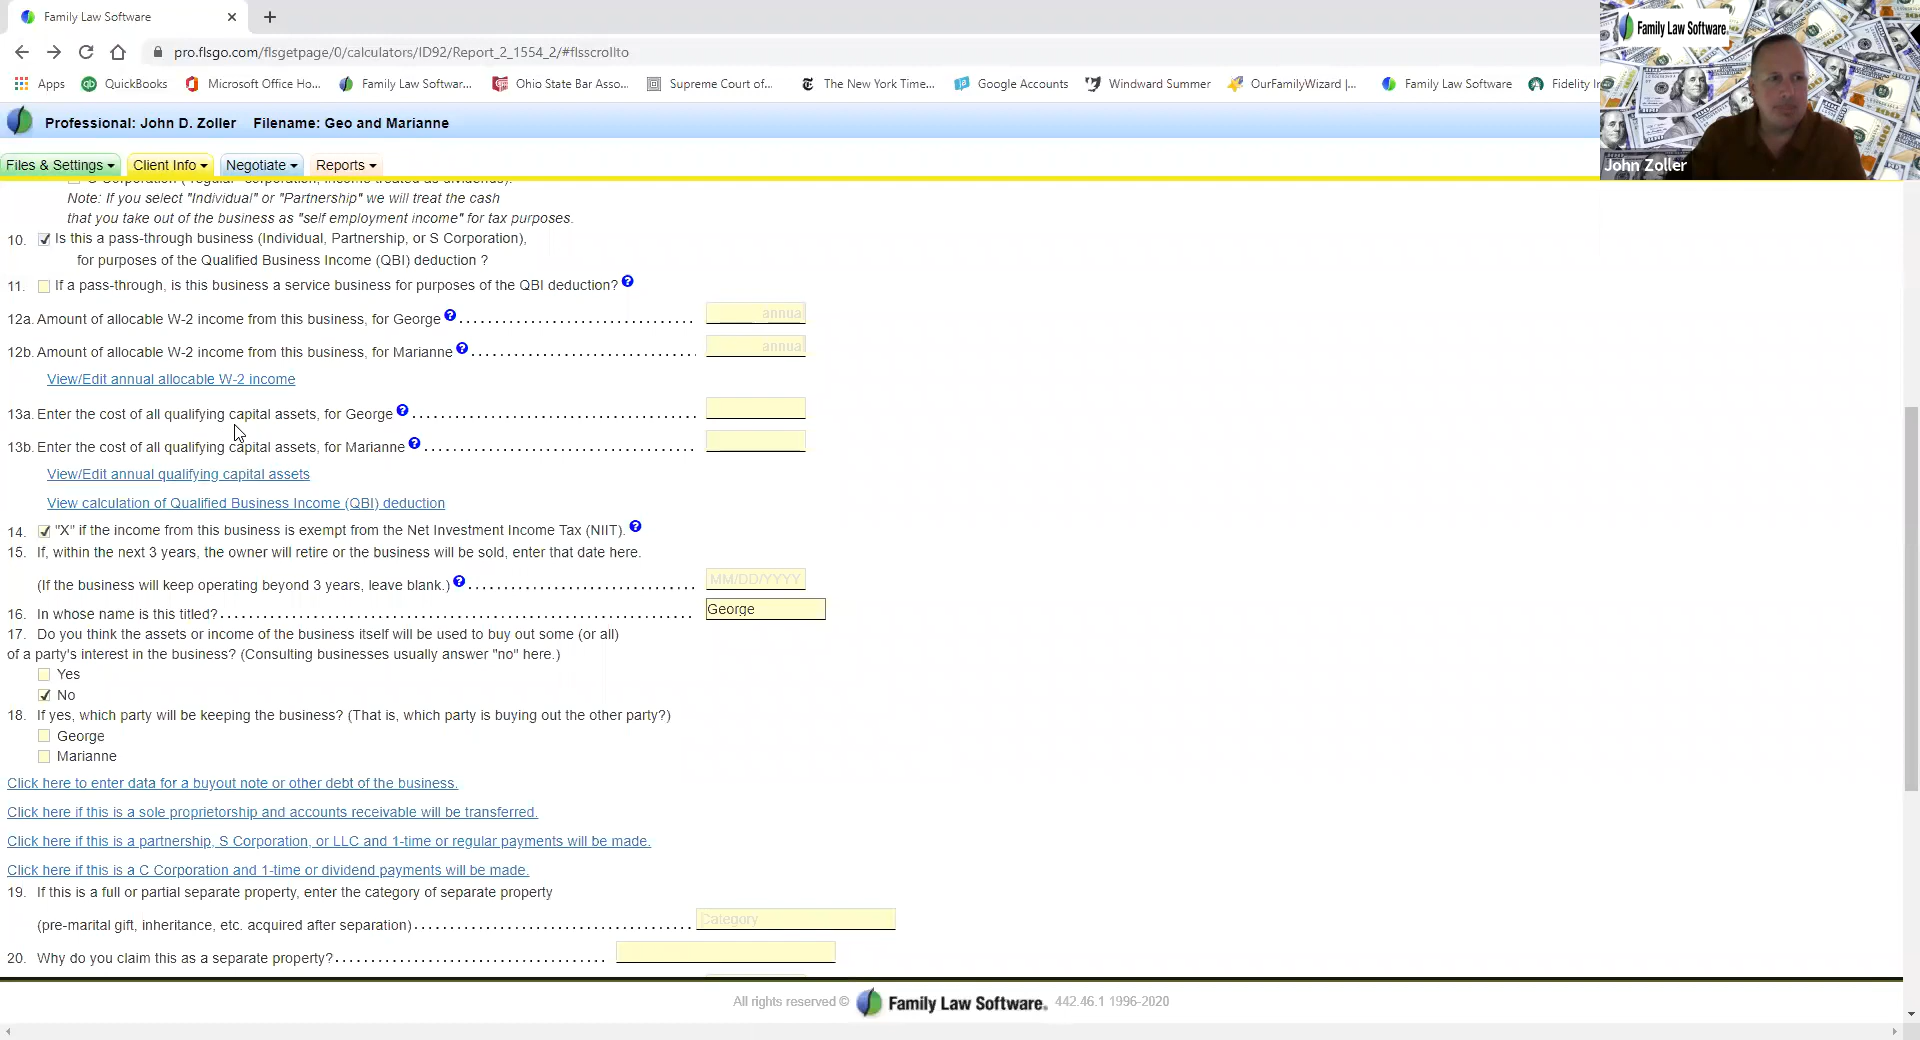 Family Law Software
pro.flsgo.com/flsgetpage/0/calculators/ID92/Report_2_1554_2/#flsscrollto
Apps QuickBooks Microsoft Office Ho... Family Law Softwar... Ohio State Bar Asso... Supreme Court of... The New York Time... Google Accounts Windward Summer OurFamilyWizard |... Family Law Software Fidelity
Family Law Software.
John Zoller
Professional: John D. Zoller Filename: Geo and Marianne
Files & Settings Client Info Negotiate Reports
C Corporation ("regular" corporation, income treated as dividends).
Note: If you select "Individual" or "Partnership" we will treat the cash
that you take out of the business as "self employment income" for tax purposes.
10. Is this a pass-through business (Individual, Partnership, or S Corporation),
for purposes of the Qualified Business Income (QBI) deduction ?
11. If a pass-through, is this business a service business for purposes of the QBI deduction? ?
12a. Amount of allocable W-2 income from this business, for George ? annual
12b. Amount of allocable W-2 income from this business, for Marianne ? annual
View/Edit annual allocable W-2 income
13a. Enter the cost of all qualifying capital assets, for George ?
13b. Enter the cost of all qualifying capital assets, for Marianne ?
View/Edit annual qualifying capital assets
View calculation of Qualified Business Income (QBI) deduction
14. "X" if the income from this business is exempt from the Net Investment Income Tax (NIIT). ?
15. If, within the next 3 years, the owner will retire or the business will be sold, enter that date here.
(If the business will keep operating beyond 3 years, leave blank.) ? MM/DD/YYYY
16. In whose name is this titled? George
17. Do you think the assets or income of the business itself will be used to buy out some (or all)
of a party's interest in the business? (Consulting businesses usually answer "no" here.)
Yes
No
18. If yes, which party will be keeping the business? (That is, which party is buying out the other party?)
George
Marianne
Click here to enter data for a buyout note or other debt of the business.
Click here if this is a sole proprietorship and accounts receivable will be transferred.
Click here if this is a partnership, S Corporation, or LLC and 1-time or regular payments will be made.
Click here if this is a C Corporation and 1-time or dividend payments will be made.
19. If this is a full or partial separate property, enter the category of separate property
(pre-marital gift, inheritance, etc. acquired after separation) Category
20. Why do you claim this as a separate property?
All rights reserved © Family Law Software. 442.46.1 1996-2020